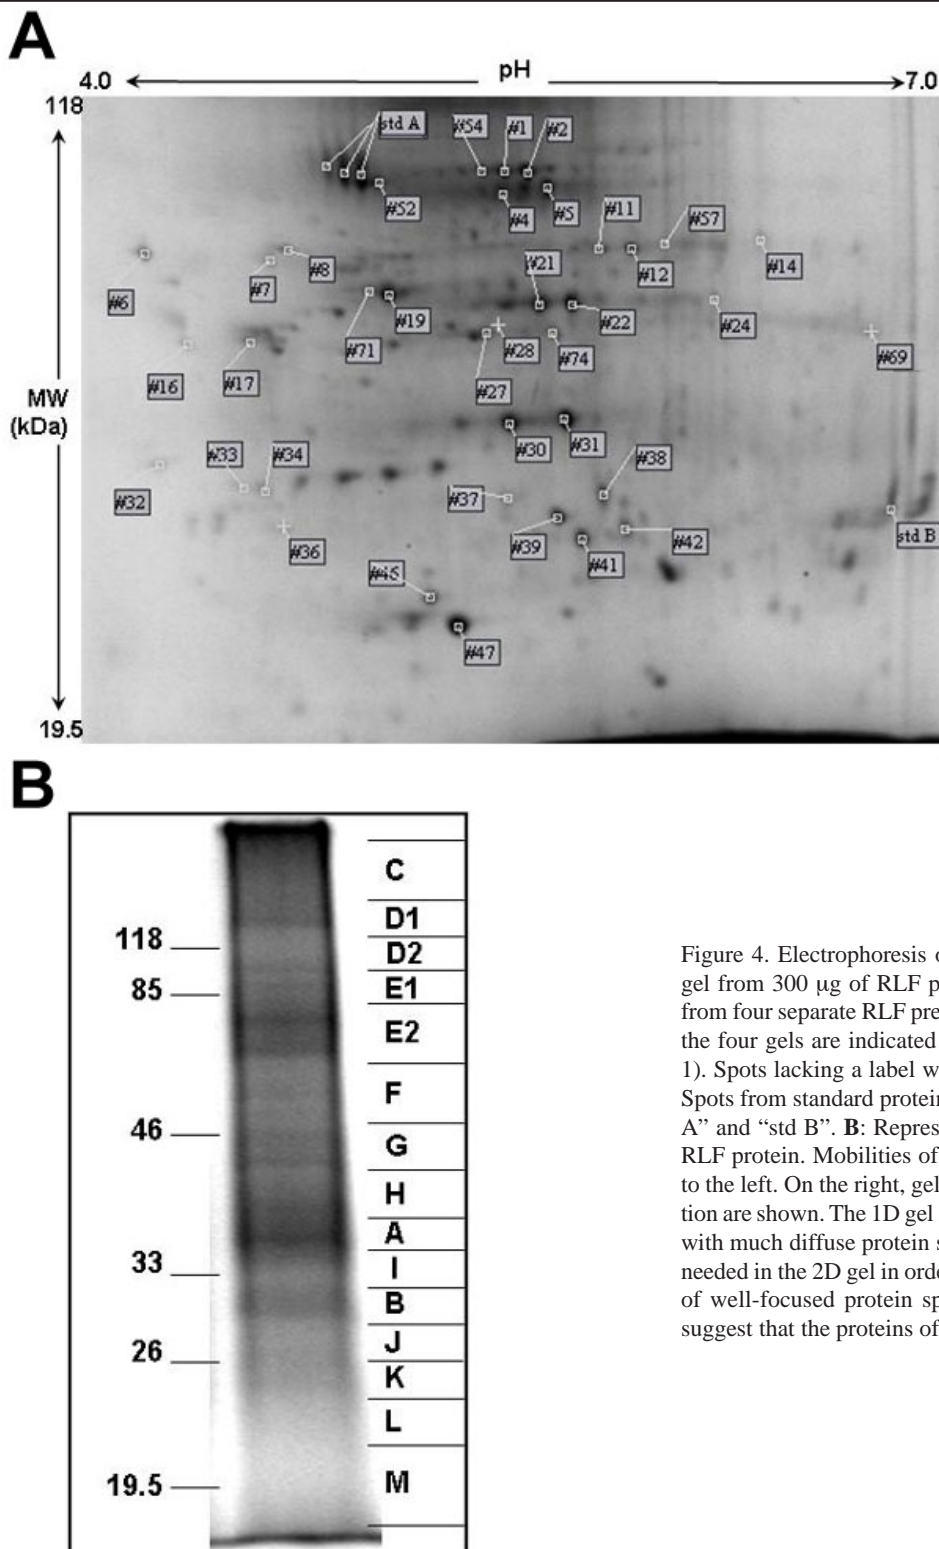 A
4.0 pH 7.0
118
std A #54 #1 #2
#52 #4 #5 #11 #57
#6 #7 #8 #21 #12 #14
#71 #19 #22 #24
#16 #17 #28 #74 #69
#27
MW
(kDa)
#33 #34 #30 #31 #38
#32 #37
#36 #39 #41 #42 std B
#46
#47
19.5
B
C
D1
118
D2
85
E1
E2
F
46
G
H
A
33
I
B
J
26
K
L
19.5
M
Figure 4. Electrophoresis o
gel from 300 μg of RLF p
from four separate RLF pre
the four gels are indicated
1). Spots lacking a label w
Spots from standard protein
A” and “std B”. B: Repres
RLF protein. Mobilities of
to the left. On the right, gel
tion are shown. The 1D gel
with much diffuse protein s
needed in the 2D gel in orde
of well-focused protein sp
suggest that the proteins of